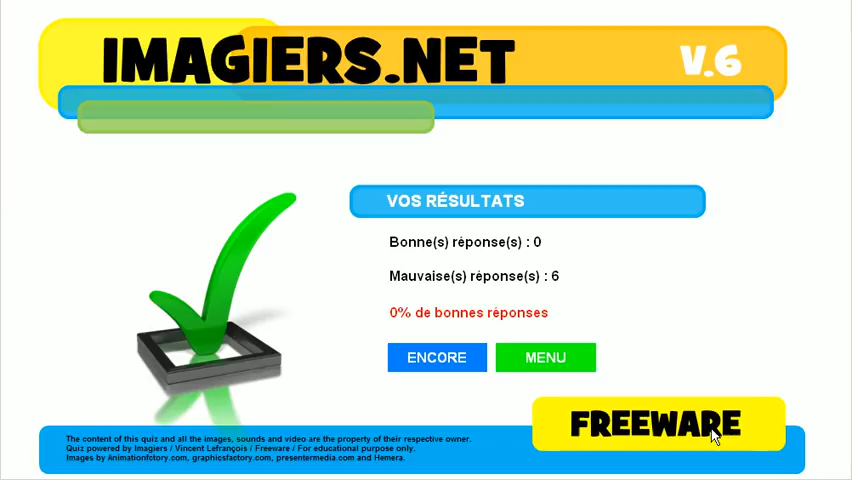 IMAGIERS.NET
V.6
VOS RÉSULTATS
Bonne(s) réponse(s) : 0
Mauvaise(s) réponse(s) : 6
0% de bonnes réponses
ENCORE
MENU
FREEWARE
The content of this quiz and all the images, sounds and video are the property of their respective owner.
Quiz powered by Imagiers / Vincent Lefrançois / Freeware / For educational purpose only.
Images by Animationfctory.com, graphicsfactory.com, presentermedia.com and Hemera.